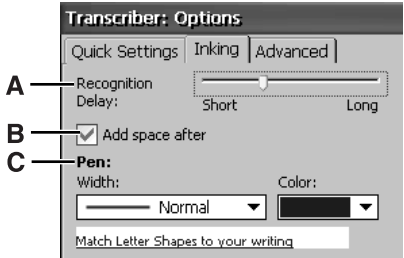 Transcriber: Options
Quick Settings Inking Advanced
A Recognition Delay:
Short Long
B Add space after
C Pen:
Width: Color:
Normal
Match Letter Shapes to your writing